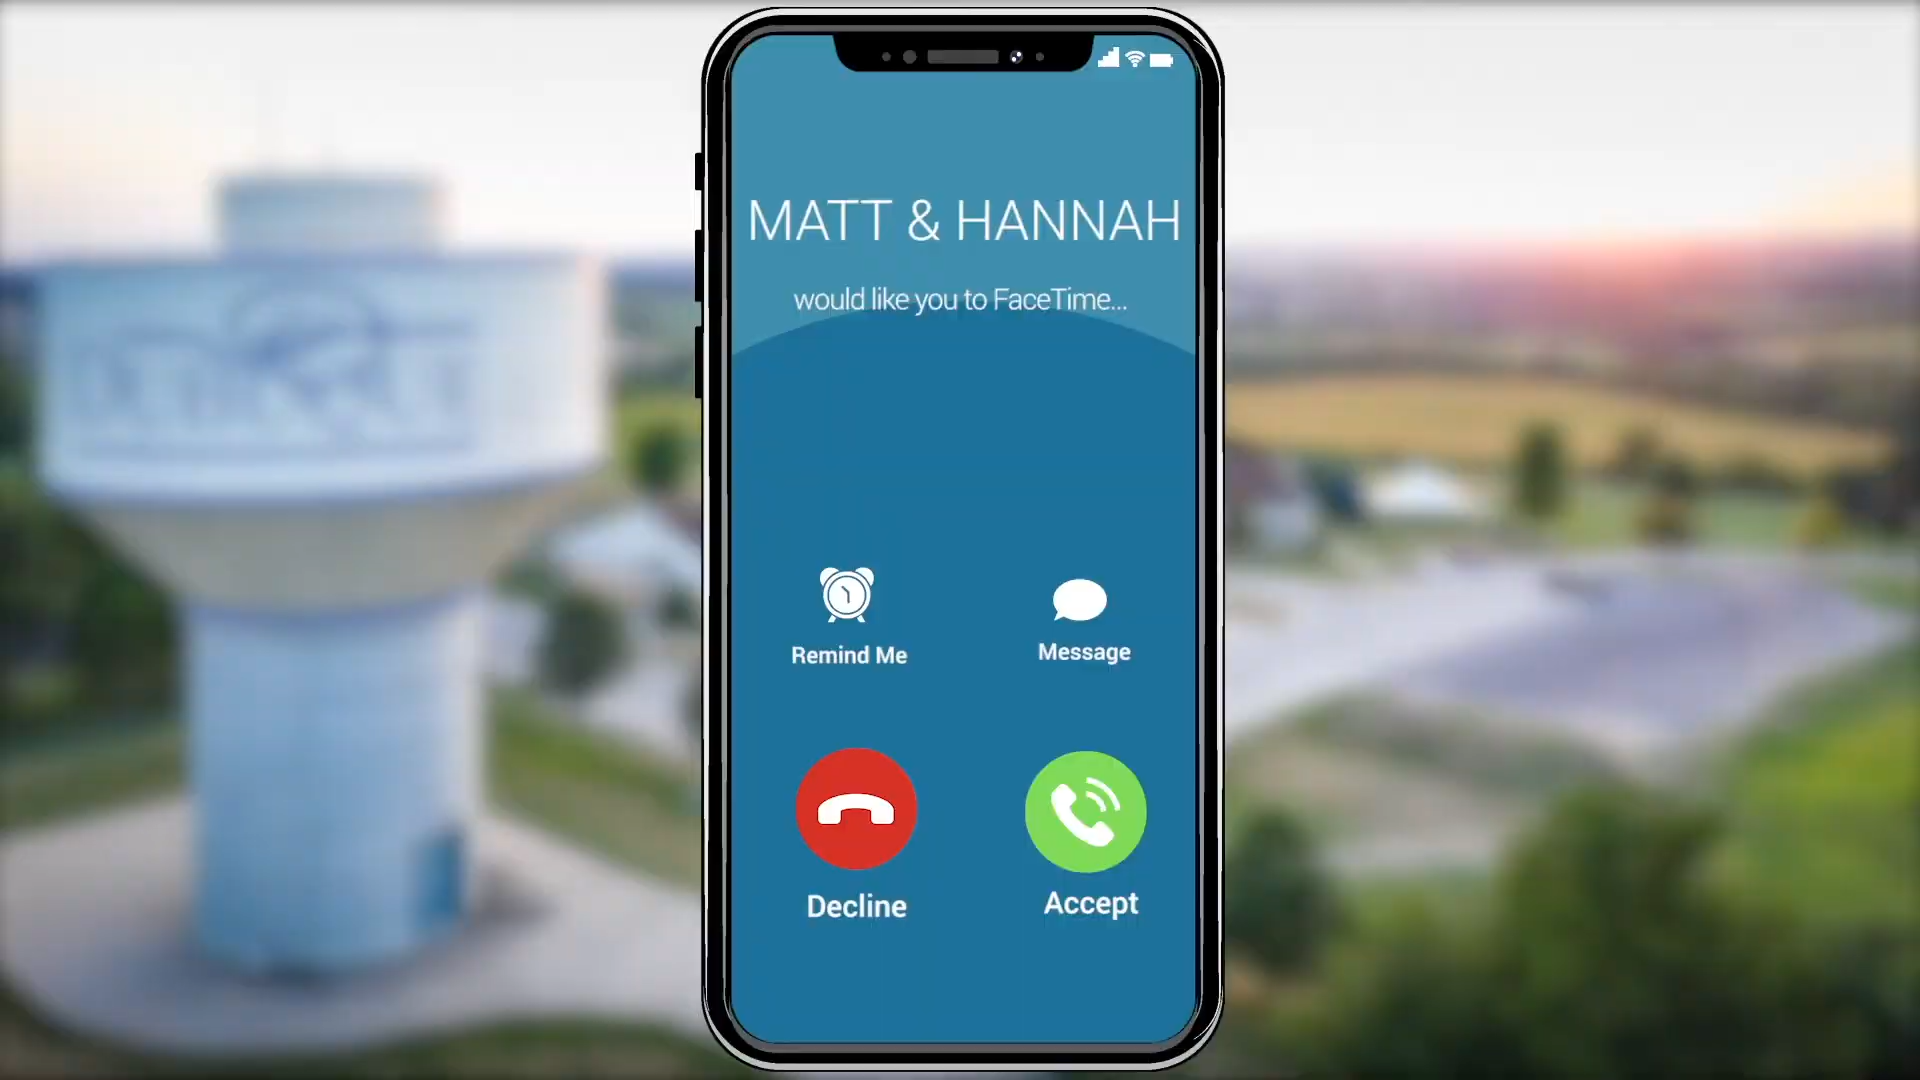 MATT & HANNAH
would like you to FaceTime...
Remind Me
Message
Decline
Accept